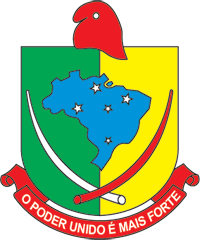 O PODER UNIDO É MAIS FORTE